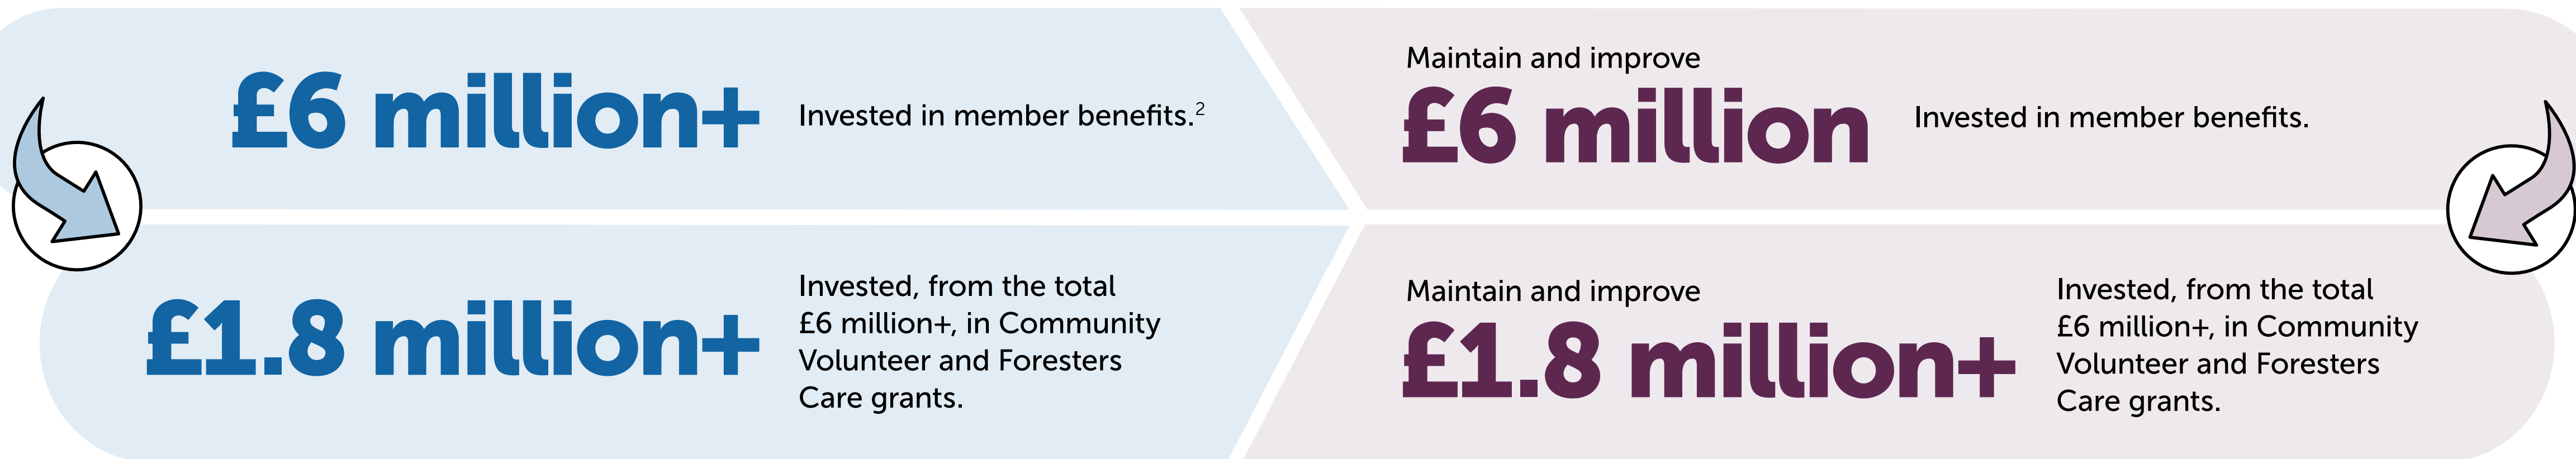 £6 million+
Invested in member benefits.²
£1.8 million+
Invested, from the total
£6 million+, in Community
Volunteer and Foresters
Care grants.
Maintain and improve
£6 million
Invested in member benefits.
Maintain and improve
£1.8 million+
Invested, from the total
£6 million+, in Community
Volunteer and Foresters
Care grants.